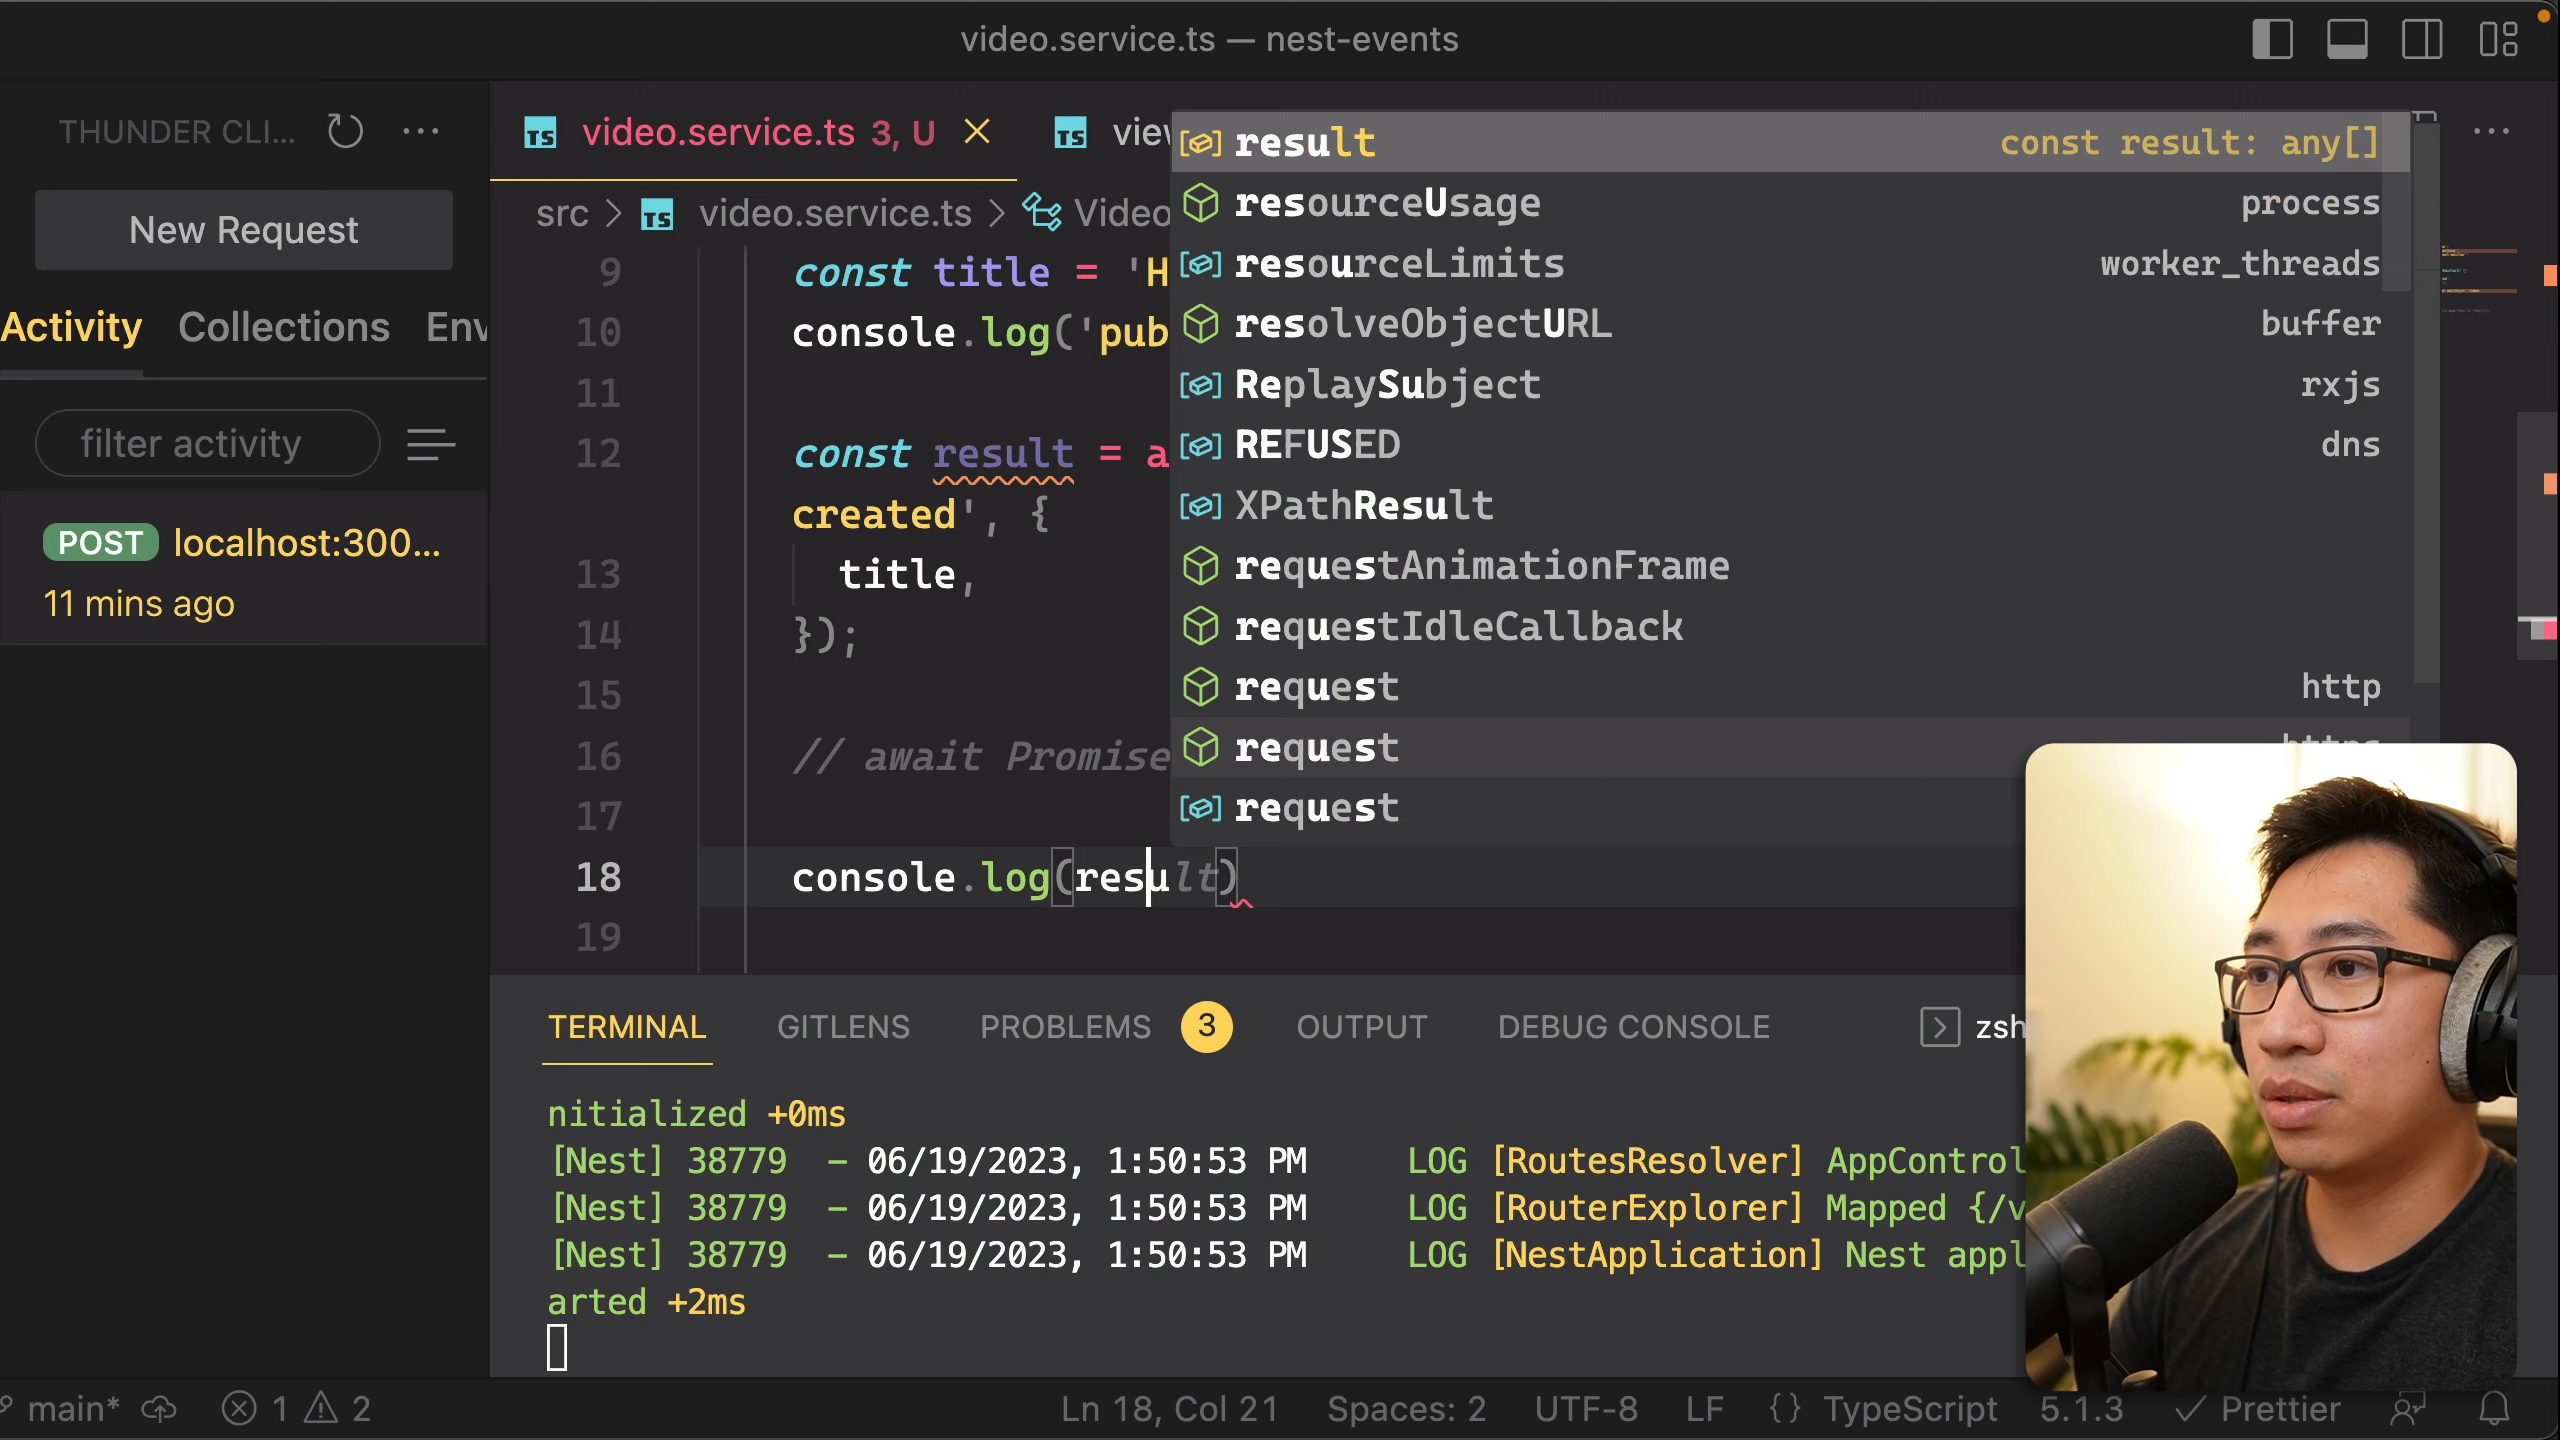 video.service.ts — nest-events
THUNDER CLI...
New Request
Activity Collections Env
filter activity
POST localhost:300...
11 mins ago
video.service.ts 3, U
src > video.service.ts > Video
9 const title = 'H
10 console.log('pub
11
12 const result = a
created', {
13 title,
14 });
15
16 // await Promise
17
18 console.log(result)
19
result const result: any[]
resourceUsage process
resourceLimits worker_threads
resolveObjectURL buffer
ReplaySubject rxjs
REFUSED dns
XPathResult
requestAnimationFrame
requestIdleCallback
request http
request https
request
TERMINAL GITLENS PROBLEMS 3 OUTPUT DEBUG CONSOLE zsh
nitialized +0ms
[Nest] 38779 - 06/19/2023, 1:50:53 PM LOG [RoutesResolver] AppControl
[Nest] 38779 - 06/19/2023, 1:50:53 PM LOG [RouterExplorer] Mapped {/v
[Nest] 38779 - 06/19/2023, 1:50:53 PM LOG [NestApplication] Nest appl
arted +2ms
main* 1 2 Ln 18, Col 21 Spaces: 2 UTF-8 LF {} TypeScript 5.1.3 Prettier